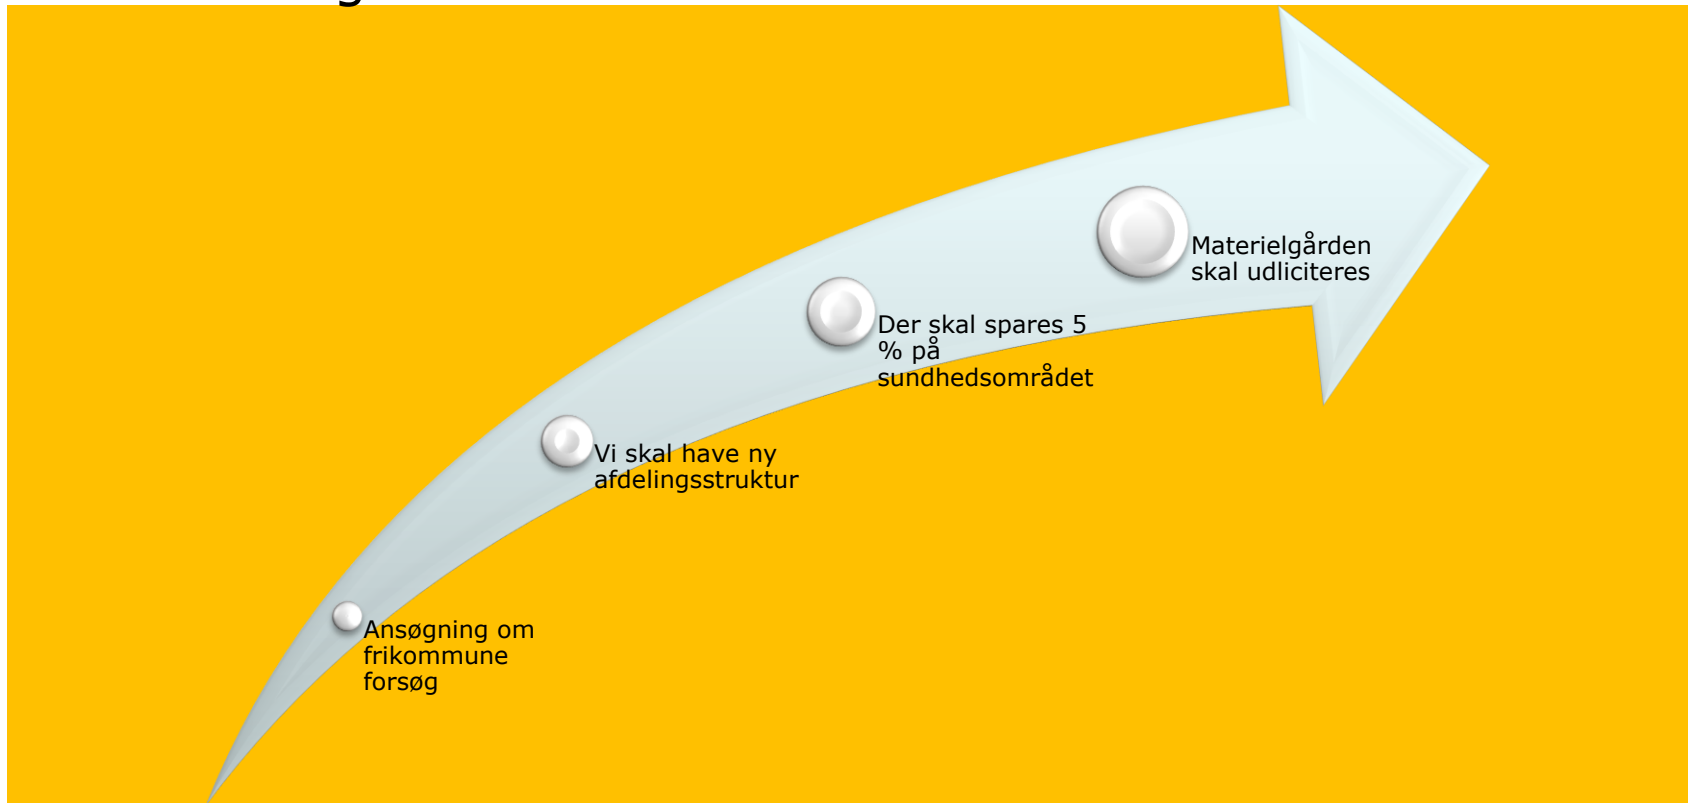 Materielgården
skal udliciteres
Der skal spares 5
% på
sundhedsområdet
Vi skal have ny
afdelingsstruktur
Ansøgning om
frikommune
forsøg